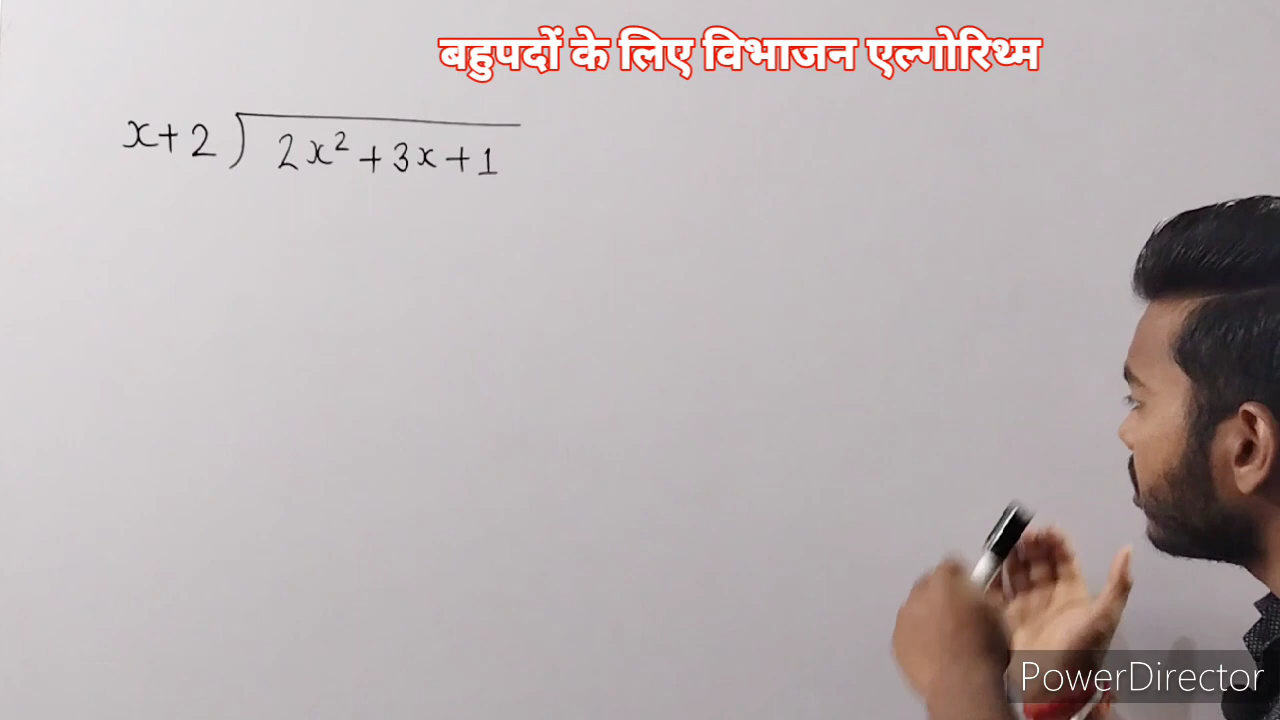 बहुपदों के लिए विभाजन एल्गोरिथ्म
x+2 ) 2x² + 3x + 1
PowerDirector